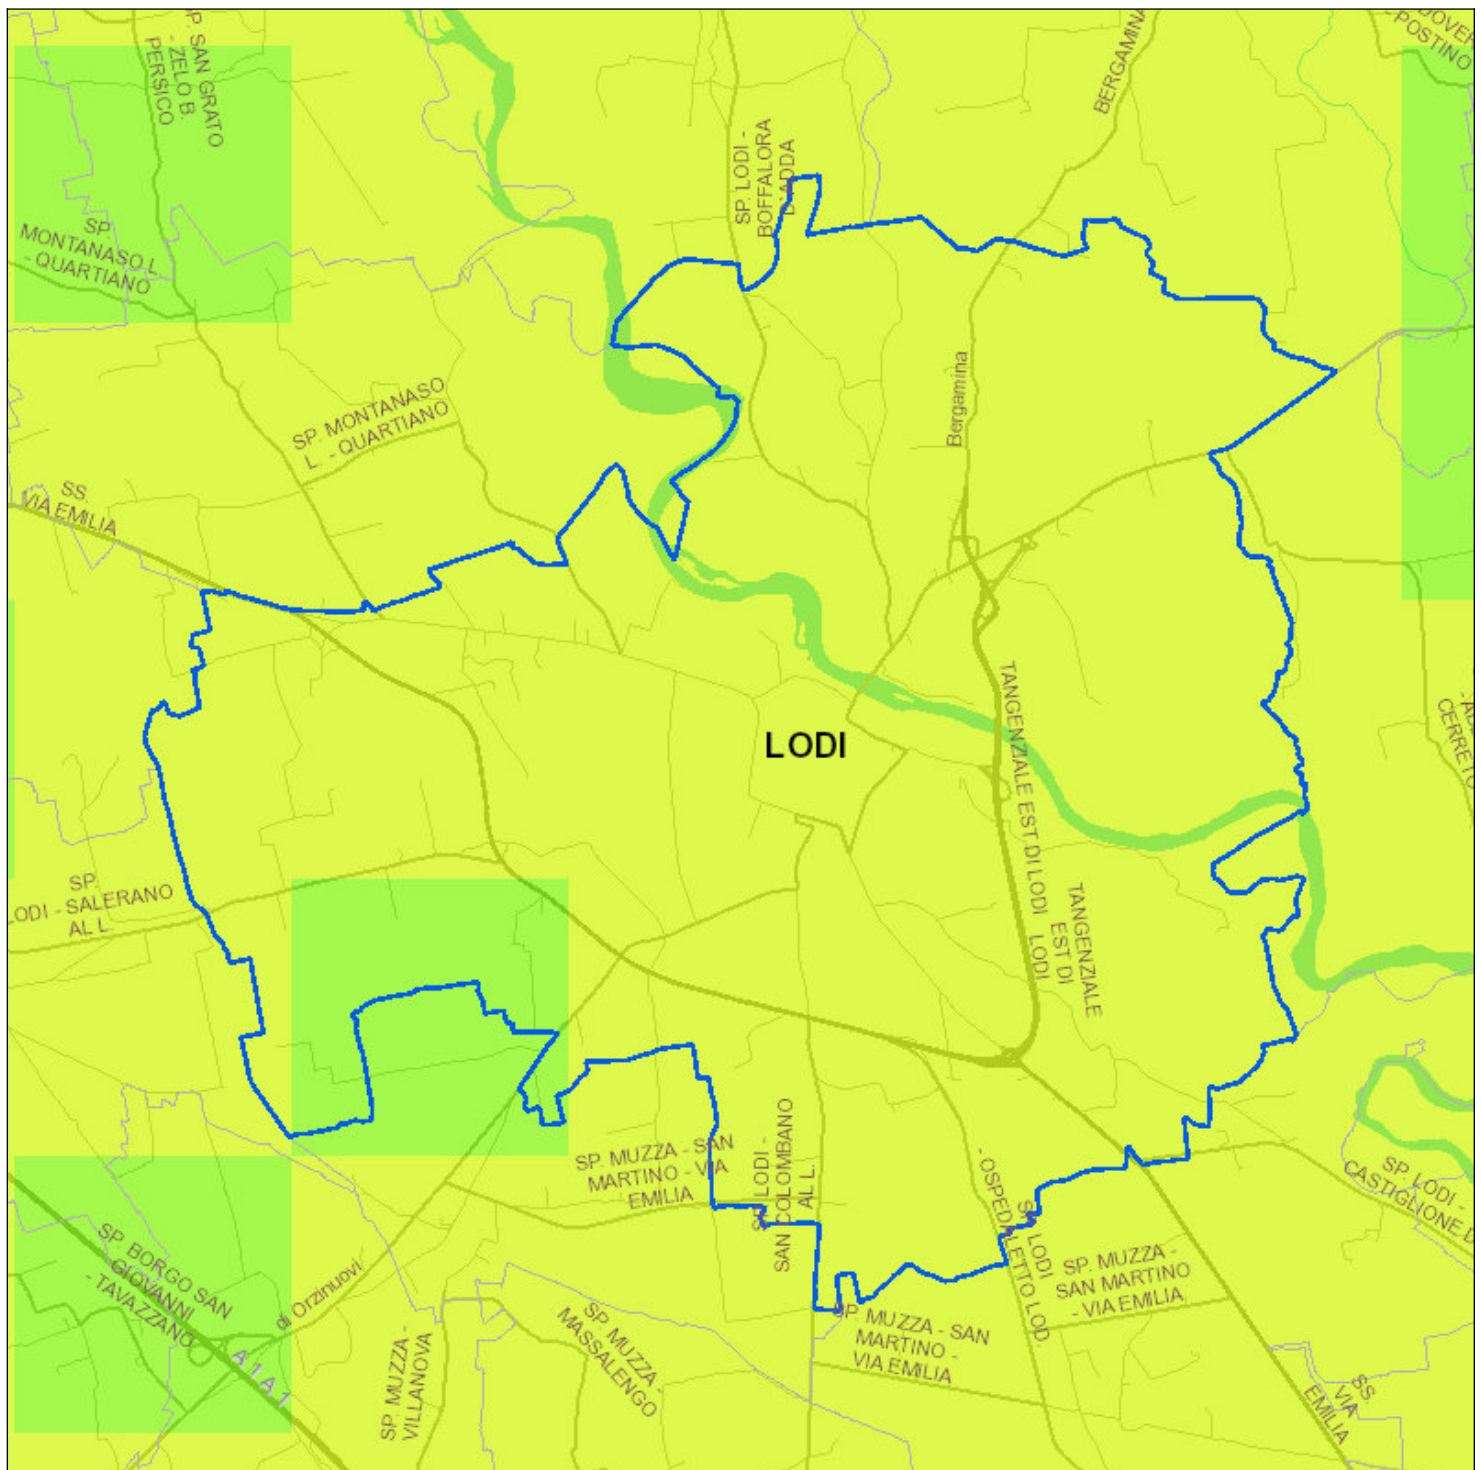 SP. SAN GRATO
- ZELO B.
PERSICO
BERGAMINA
- POSTINO
SP. LODI -
BOFFALORA
D'ADDA
SP.
MONTANASO L.
- QUARTIANO
Bergamina
SP. MONTANASO
L. - QUARTIANO
SS.
VIA EMILIA
LODI
TANGENZIALE EST DI LODI LODI
CERRETO
SP.
LODI - SALERANO
AL L.
TANGENZIALE
EST DI
SP. MUZZA - SAN
MARTINO - VIA
EMILIA
SP. LODI -
SAN COLOMBANO
AL L.
SP. LODI
- OSPEDALETTO LOD.
SP. LODI -
CASTIGLIONE D
SP. BORGO SAN
GIOVANNI
- TAVAZZANO
di Orzinuovi
SP. MUZZA -
SAN MARTINO
- VIA EMILIA
SP. MUZZA -
VILLANOVA
SP. MUZZA -
MASSALENGO
SP. MUZZA - SAN
MARTINO -
VIA EMILIA
A 1 A 1
SS.
VIA
EMILIA